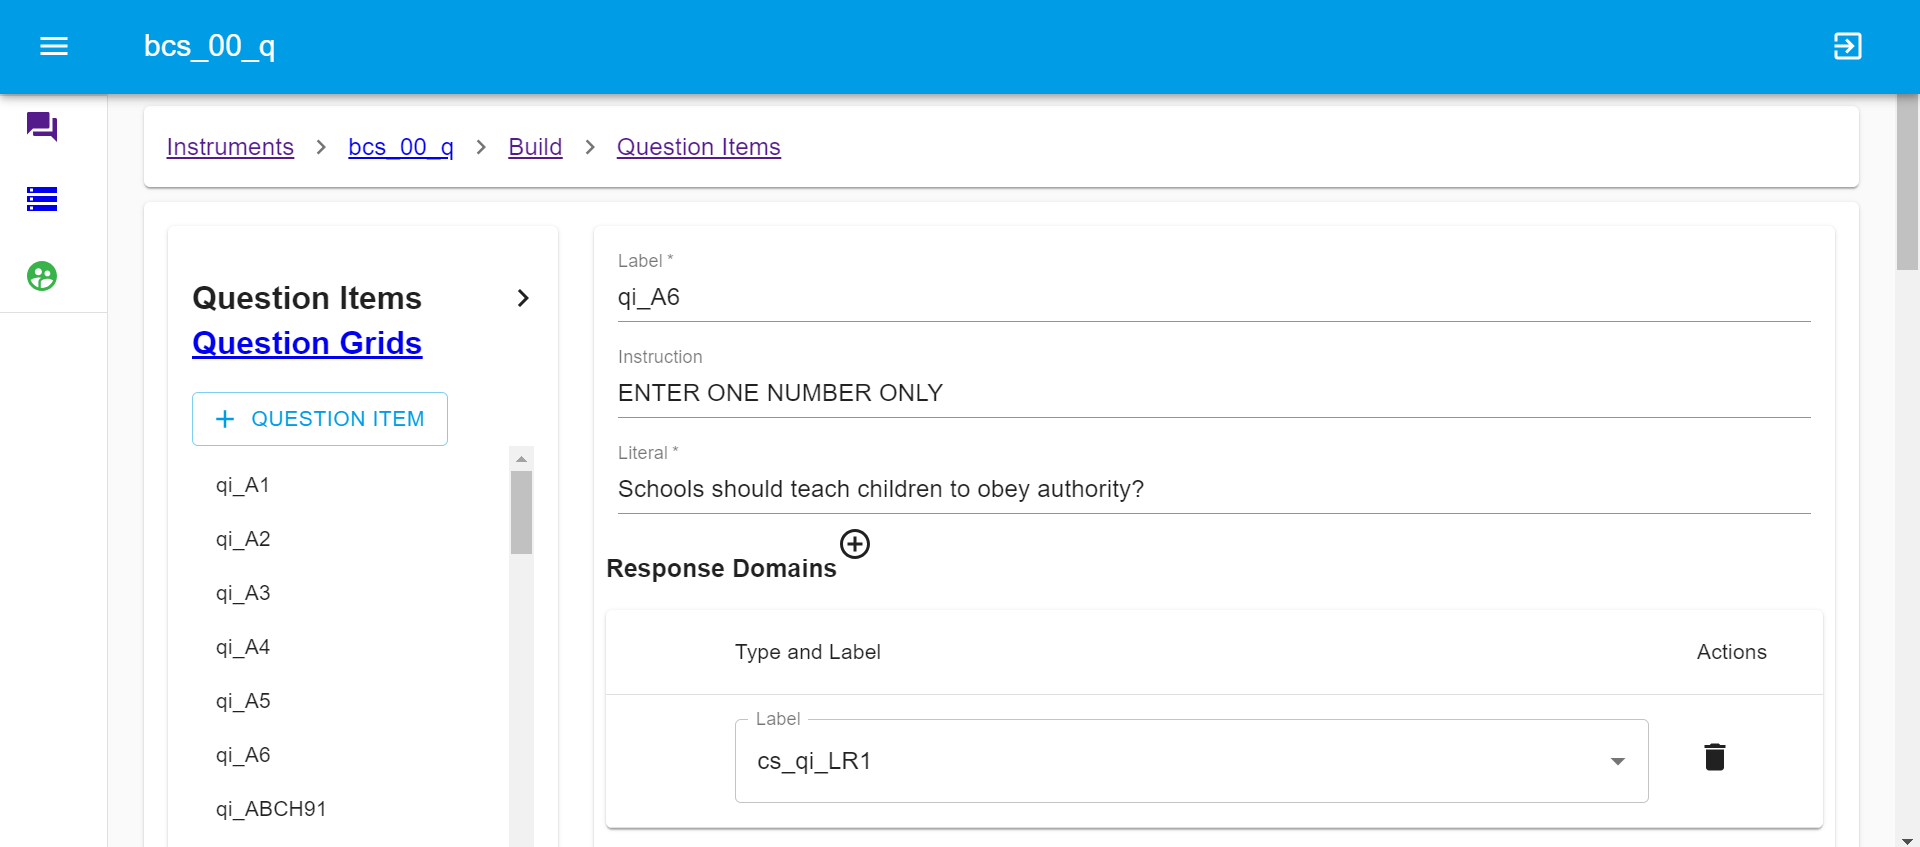 bcs_00_q
Instruments > bcs_00_q > Build > Question Items
Question Items
Question Grids
+ QUESTION ITEM
qi_A1
qi_A2
qi_A3
qi_A4
qi_A5
qi_A6
qi_ABCH91
Label *
qi_A6
Instruction
ENTER ONE NUMBER ONLY
Literal *
Schools should teach children to obey authority?
Response Domains
Type and Label Actions
Label
cs_qi_LR1